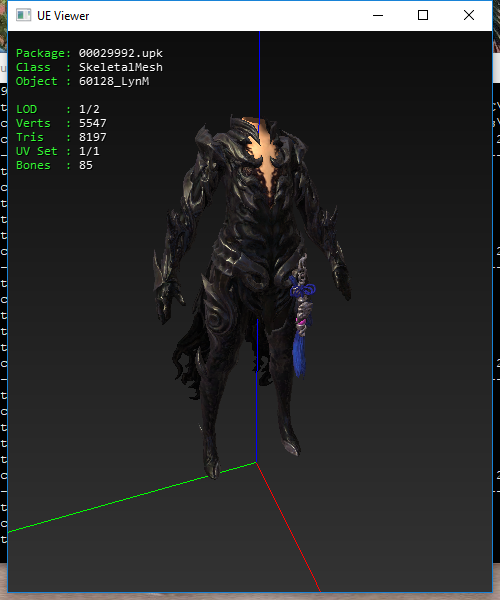 UE Viewer
Package: 00029992.upk
Class : SkeletalMesh
Object : 60128_LynM
LOD : 1/2
Verts : 5547
Tris : 8197
UV Set : 1/1
Bones : 85